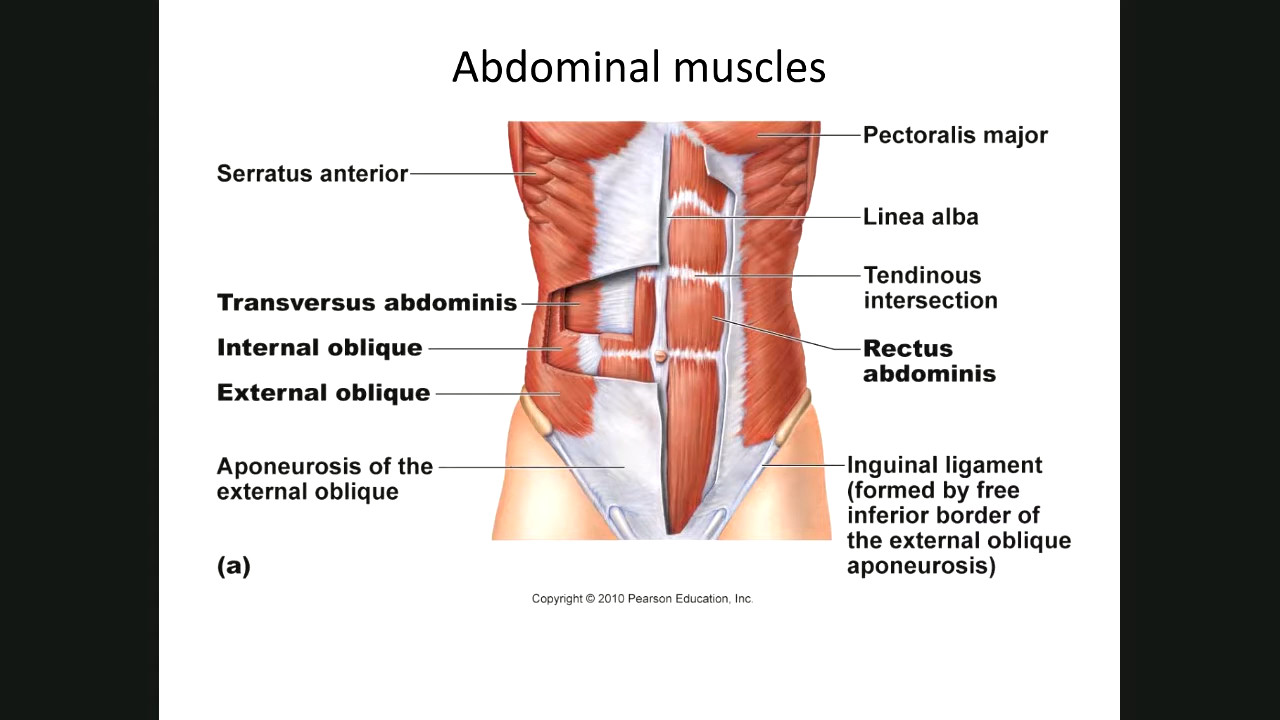 Abdominal muscles
Serratus anterior
Transversus abdominis
Internal oblique
External oblique
Aponeurosis of the
external oblique
(a)
Pectoralis major
Linea alba
Tendinous
intersection
Rectus
abdominis
Inguinal ligament
(formed by free
inferior border of
the external oblique
aponeurosis)
Copyright © 2010 Pearson Education, Inc.